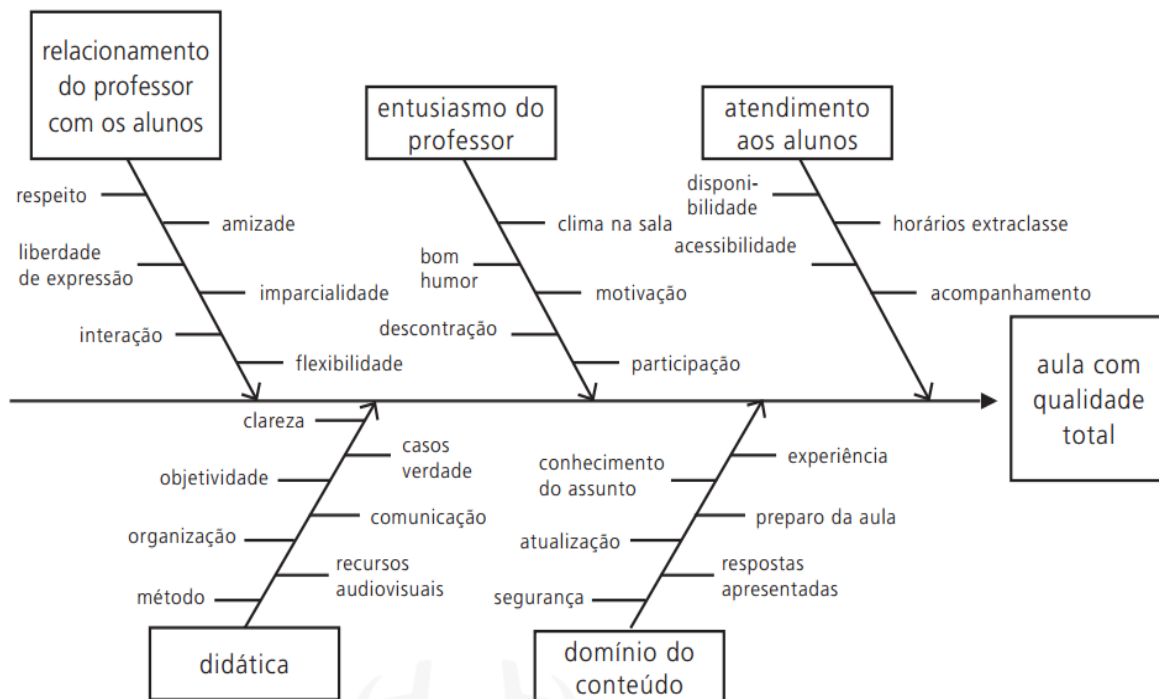 relacionamento
do professor
com os alunos
respeito
amizade
liberdade
de expressão
imparcialidade
interação
flexibilidade
entusiasmo do
professor
clima na sala
bom
humor
motivação
descontração
participação
atendimento
aos alunos
disponi-
bilidade
horários extraclasse
acessibilidade
acompanhamento
aula com
qualidade
total
clareza
casos
verdade
objetividade
comunicação
organização
recursos
audiovisuais
método
didática
experiência
conhecimento
do assunto
preparo da aula
atualização
respostas
apresentadas
segurança
domínio do
conteúdo